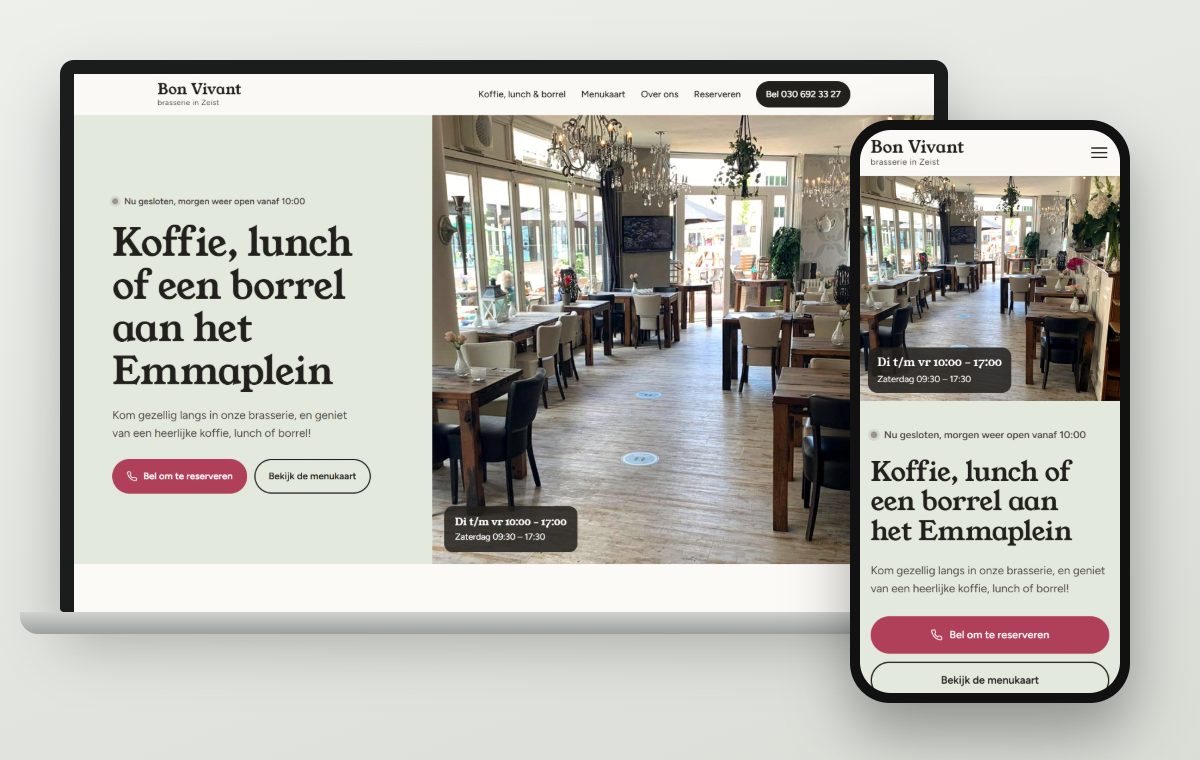 Bon Vivant
brasserie in Zeist
Koffie, lunch & borrel
Menukaart
Over ons
Reserveren
Bel 030 692 33 27
Nu gesloten, morgen weer open vanaf 10:00
Koffie, lunch
of een borrel
aan het
Emmaplein
Kom gezellig langs in onze brasserie, en geniet
van een heerlijke koffie, lunch of borrel!
Bel om te reserveren
Bekijk de menukaart
Di t/m vr 10:00 – 17:00
Zaterdag 09:30 – 17:30
Bon Vivant
brasserie in Zeist
Di t/m vr 10:00 – 17:00
Zaterdag 09:30 – 17:30
Nu gesloten, morgen weer open vanaf 10:00
Koffie, lunch of
een borrel aan
het Emmaplein
Kom gezellig langs in onze brasserie, en geniet
van een heerlijke koffie, lunch of borrel!
Bel om te reserveren
Bekijk de menukaart